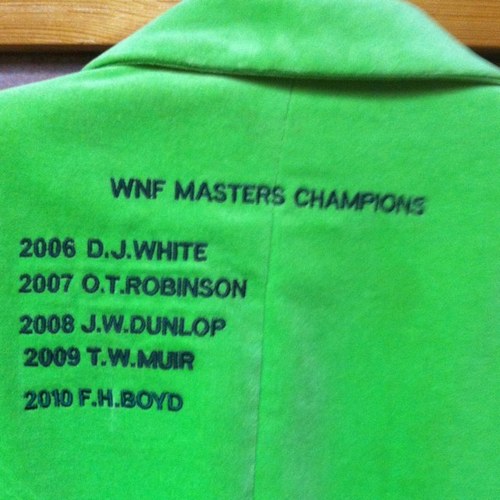 WNF MASTERS CHAMPIONS
2006 D.J.WHITE
2007 O.T.ROBINSON
2008 J.W.DUNLOP
2009 T.W.MUIR
2010 F.H.BOYD